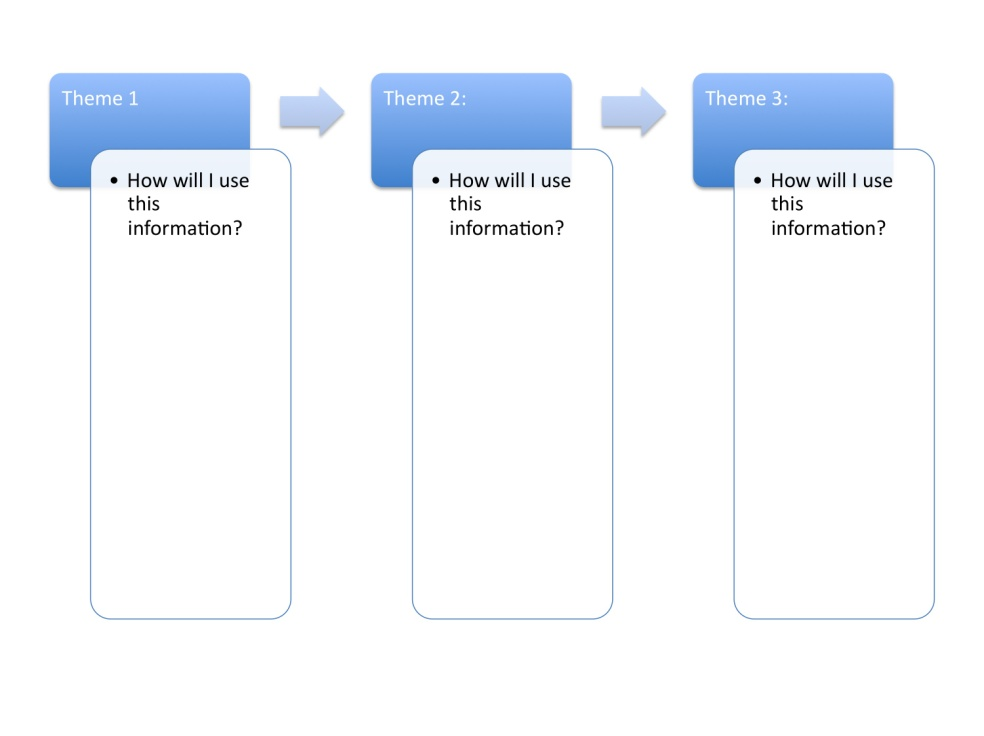 Theme 1
Theme 2:
Theme 3:
• How will I use
this
information?
• How will I use
this
information?
• How will I use
this
information?